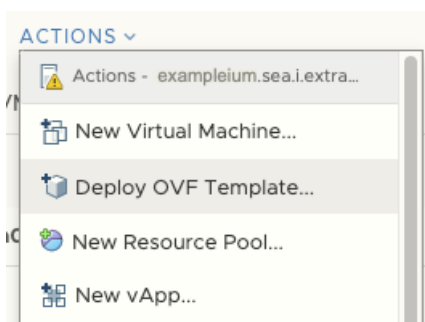 ACTIONS
Actions - exampleium.sea.i.extra...
New Virtual Machine...
Deploy OVF Template...
New Resource Pool...
New vApp...